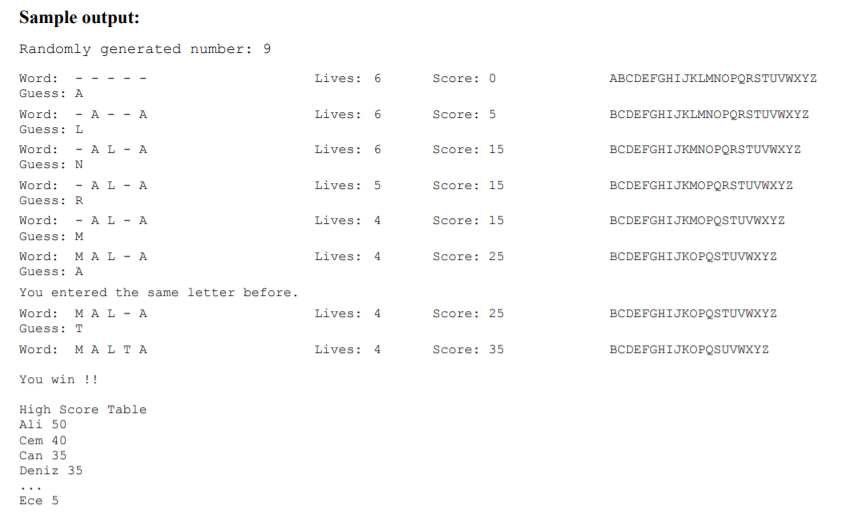 Sample output:
Randomly generated number: 9
Word: - - - - - Lives: 6 Score: 0 ABCDEFGHIJKLMNOPQRSTUVWXYZ
Guess: A
Word: - A - - A Lives: 6 Score: 5 BCDEFGHIJKLMNOPQRSTUVWXYZ
Guess: L
Word: - A L - A Lives: 6 Score: 15 BCDEFGHIJKMNOPQRSTUVWXYZ
Guess: N
Word: - A L - A Lives: 5 Score: 15 BCDEFGHIJKMOPQRSTUVWXYZ
Guess: R
Word: - A L - A Lives: 4 Score: 15 BCDEFGHIJKMOPQSTUVWXYZ
Guess: M
Word: M A L - A Lives: 4 Score: 25 BCDEFGHIJKOPQSTUVWXYZ
Guess: A
You entered the same letter before.
Word: M A L - A Lives: 4 Score: 25 BCDEFGHIJKOPQSTUVWXYZ
Guess: T
Word: M A L T A Lives: 4 Score: 35 BCDEFGHIJKOPQSUVWXYZ
You win !!
High Score Table
Ali 50
Cem 40
Can 35
Deniz 35
...
Ece 5